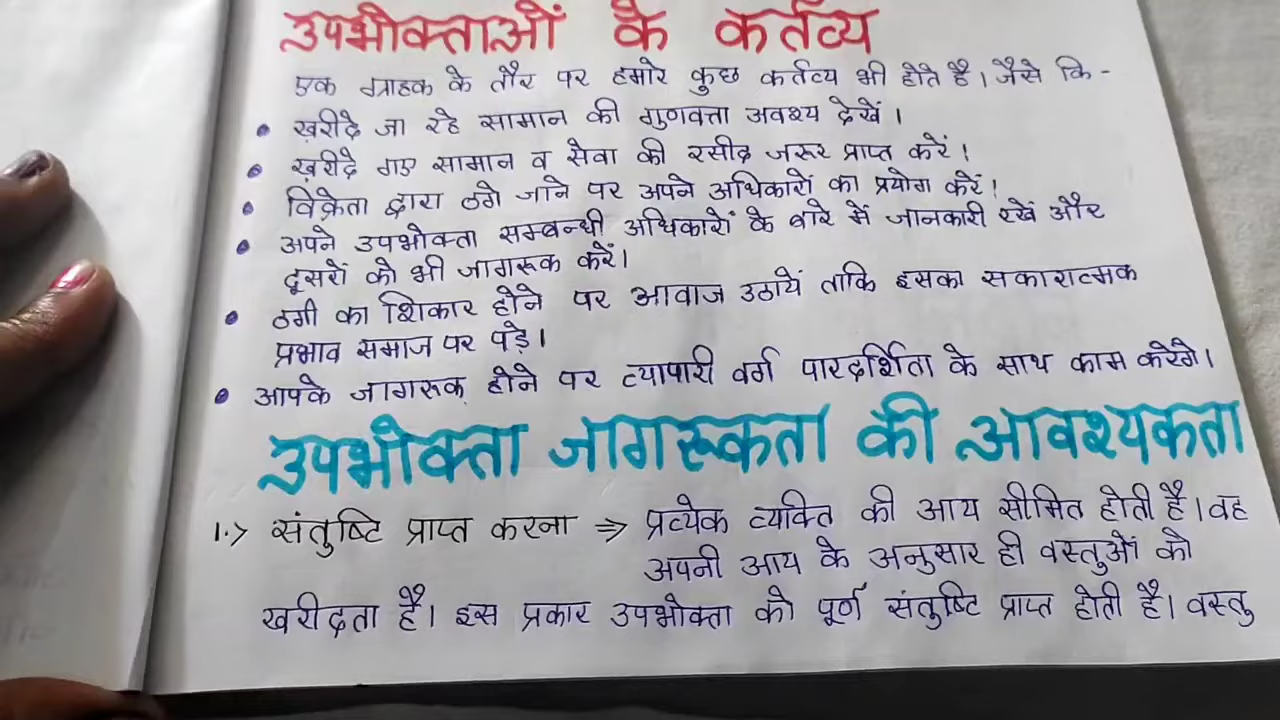 उपभोक्ताओं के कर्तव्य
एक ग्राहक के तौर पर हमारे कुछ कर्तव्य भी होते है। जैसे कि -
• ख़रीदे जा रहे सामान की गुणवत्ता अवश्य देखें।
• ख़रीदे गए सामान व सेवा की रसीद जरूर प्राप्त करें।
• विक्रेता द्वारा ठगे जाने पर अपने अधिकारों का प्रयोग करें।
• अपने उपभोक्ता सम्बन्धी अधिकारों के बारे में जानकारी रखें और
दूसरों को भी जागरूक करें।
• ठगी का शिकार होने पर आवाज उठायें ताकि इसका सकारात्मक
प्रभाव समाज पर पड़े।
• आपके जागरूक होने पर व्यापारी वर्ग पारदर्शिता के साथ काम करेंगे।
उपभोक्ता जागरूकता की आवश्यकता
1.> संतुष्टि प्राप्त करना ⇒ प्रत्येक व्यक्ति की आय सीमित होती है। वह
अपनी आय के अनुसार ही वस्तुओं को
खरीदता है। इस प्रकार उपभोक्ता को पूर्ण संतुष्टि प्राप्त होती है। वस्तु